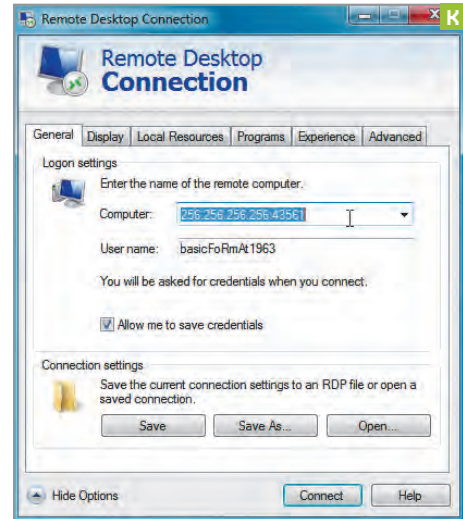 Remote Desktop Connection
K
Remote Desktop
Connection
General Display Local Resources Programs Experience Advanced
Logon settings
Enter the name of the remote computer.
Computer: 256.256.256.256:43561
User name: basicFoRmAt1963
You will be asked for credentials when you connect.
Allow me to save credentials
Connection settings
Save the current connection settings to an RDP file or open a
saved connection.
Save Save As... Open...
Hide Options Connect Help